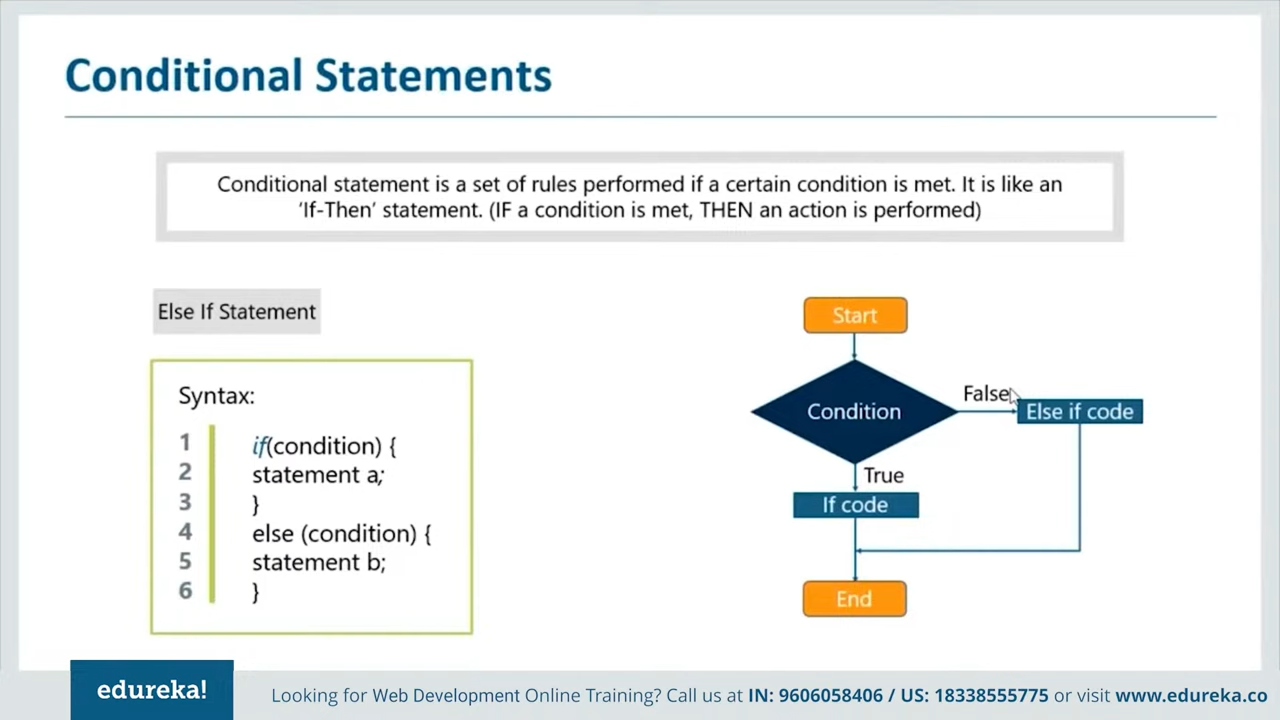 Conditional Statements
Conditional statement is a set of rules performed if a certain condition is met. It is like an
‘If-Then’ statement. (IF a condition is met, THEN an action is performed)
Else If Statement
Syntax:
1 if(condition) {
2 statement a;
3 }
4 else (condition) {
5 statement b;
6 }
Start
Condition
False
Else if code
True
If code
End
edureka!
Looking for Web Development Online Training? Call us at IN: 9606058406 / US: 18338555775 or visit www.edureka.co